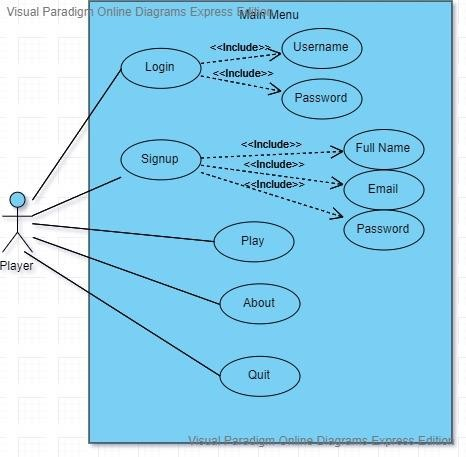 Visual Paradigm Online Diagrams Express Edition
Main Menu
Login
<<Include>>
Username
<<Include>>
Password
Signup
<<Include>>
Full Name
<<Include>>
Email
<<Include>>
Password
Player
Play
About
Quit
Visual Paradigm Online Diagrams Express Edition